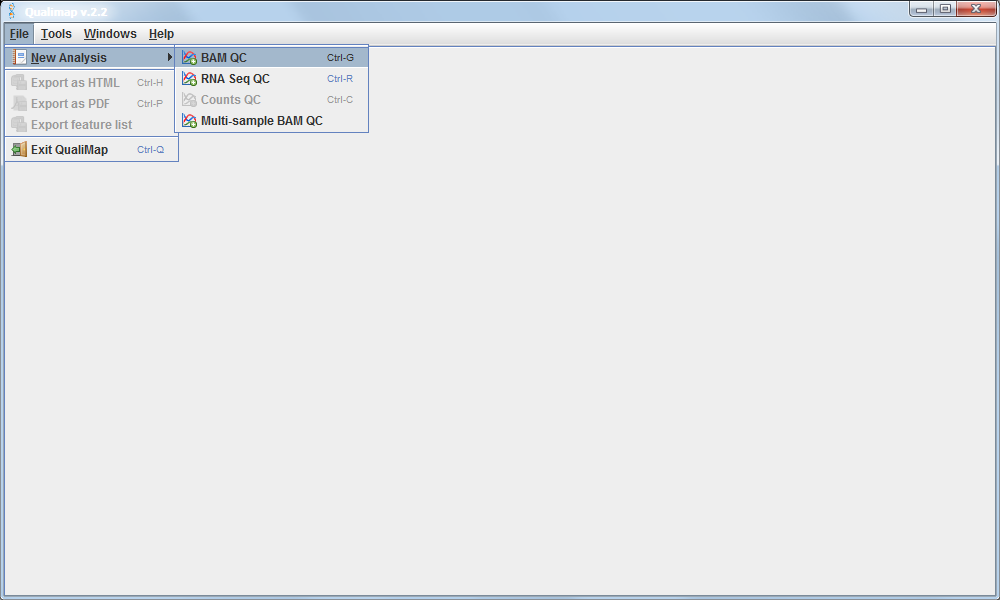 Qualimap v.2.2
File Tools Windows Help
New Analysis
Export as HTML Ctrl-H
Export as PDF Ctrl-P
Export feature list
Exit QualiMap Ctrl-Q
BAM QC Ctrl-G
RNA Seq QC Ctrl-R
Counts QC Ctrl-C
Multi-sample BAM QC